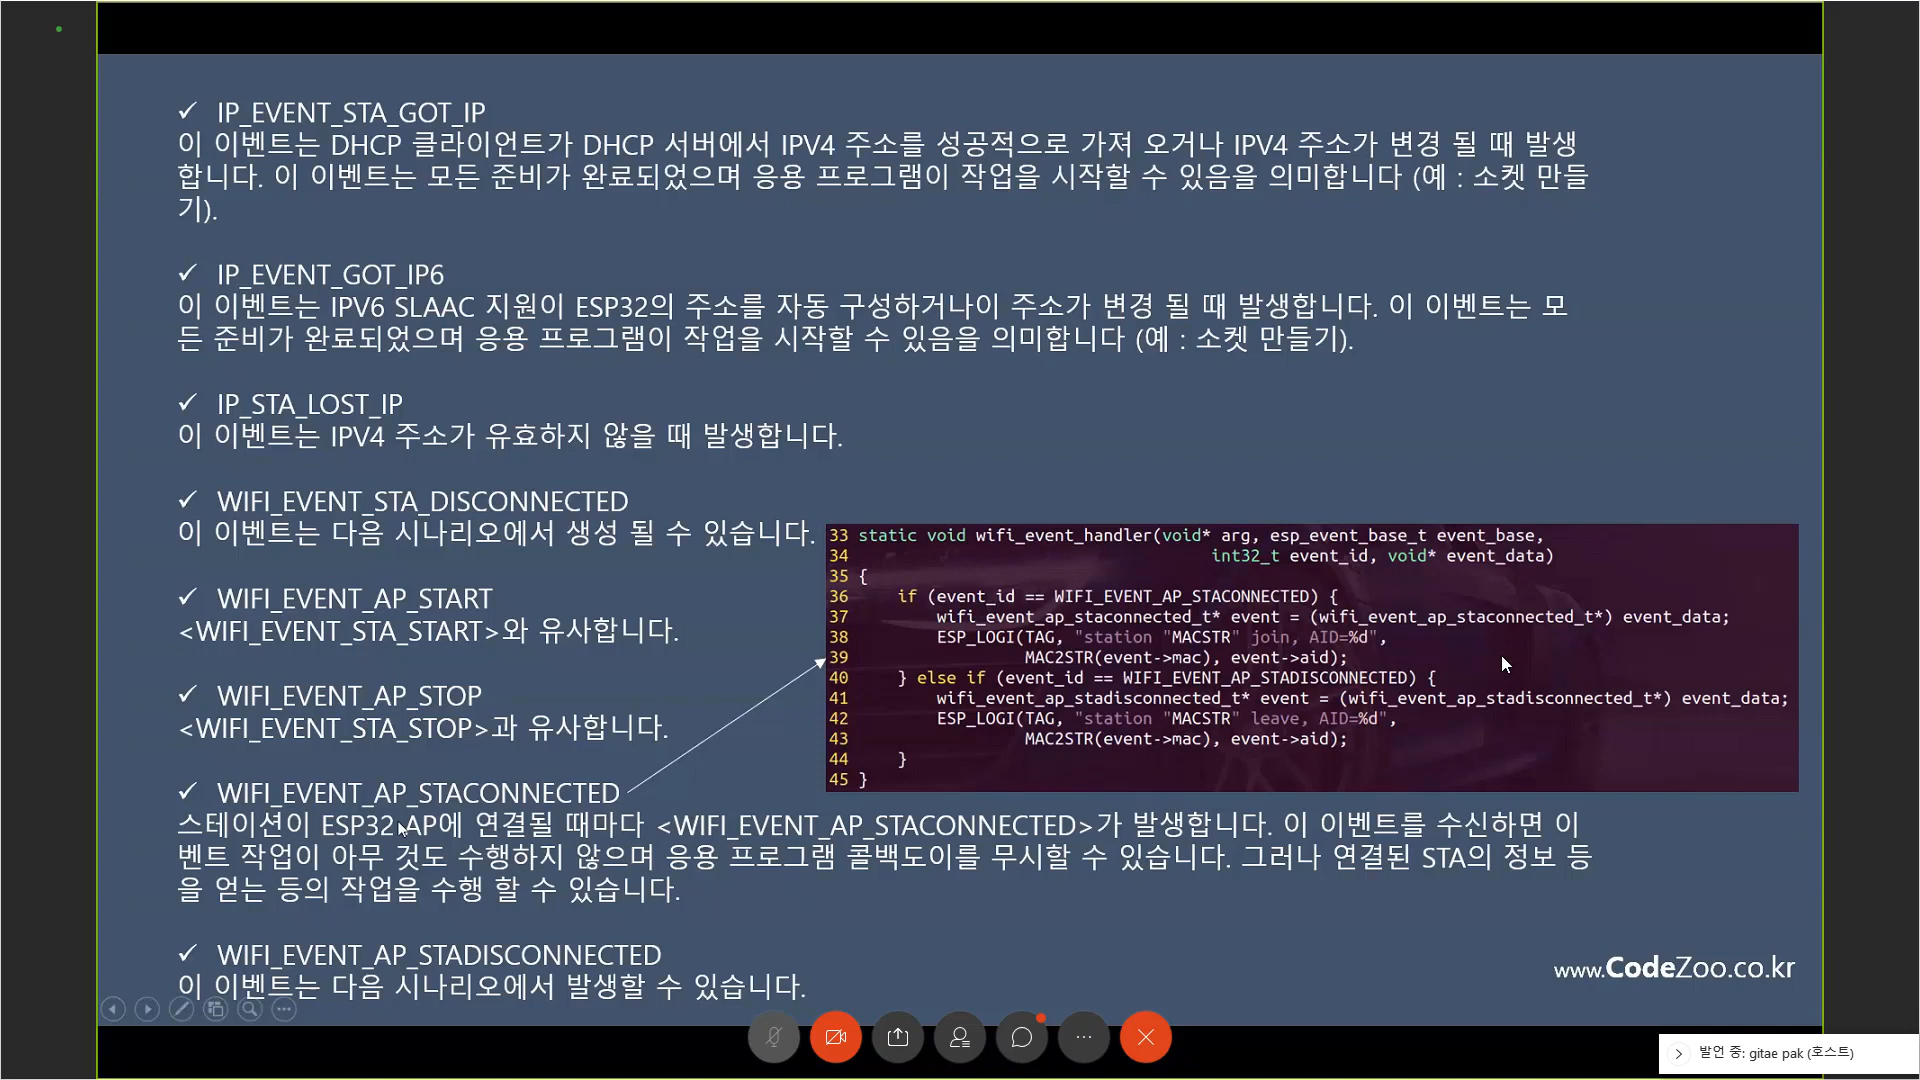 ✓ IP_EVENT_STA_GOT_IP
이 이벤트는 DHCP 클라이언트가 DHCP 서버에서 IPV4 주소를 성공적으로 가져 오거나 IPV4 주소가 변경 될 때 발생
합니다. 이 이벤트는 모든 준비가 완료되었으며 응용 프로그램이 작업을 시작할 수 있음을 의미합니다 (예 : 소켓 만들
기).
✓ IP_EVENT_GOT_IP6
이 이벤트는 IPV6 SLAAC 지원이 ESP32의 주소를 자동 구성하거나이 주소가 변경 될 때 발생합니다. 이 이벤트는 모
든 준비가 완료되었으며 응용 프로그램이 작업을 시작할 수 있음을 의미합니다 (예 : 소켓 만들기).
✓ IP_STA_LOST_IP
이 이벤트는 IPV4 주소가 유효하지 않을 때 발생합니다.
✓ WIFI_EVENT_STA_DISCONNECTED
이 이벤트는 다음 시나리오에서 생성 될 수 있습니다.
✓ WIFI_EVENT_AP_START
<WIFI_EVENT_STA_START>와 유사합니다.
✓ WIFI_EVENT_AP_STOP
<WIFI_EVENT_STA_STOP>과 유사합니다.
33 static void wifi_event_handler(void* arg, esp_event_base_t event_base,
34                                     int32_t event_id, void* event_data)
35 {
36     if (event_id == WIFI_EVENT_AP_STACONNECTED) {
37         wifi_event_ap_staconnected_t* event = (wifi_event_ap_staconnected_t*) event_data;
38         ESP_LOGI(TAG, "station "MACSTR" join, AID=%d",
39                  MAC2STR(event->mac), event->aid);
40     } else if (event_id == WIFI_EVENT_AP_STADISCONNECTED) {
41         wifi_event_ap_stadisconnected_t* event = (wifi_event_ap_stadisconnected_t*) event_data;
42         ESP_LOGI(TAG, "station "MACSTR" leave, AID=%d",
43                  MAC2STR(event->mac), event->aid);
44     }
45 }
✓ WIFI_EVENT_AP_STACONNECTED
스테이션이 ESP32 AP에 연결될 때마다 <WIFI_EVENT_AP_STACONNECTED>가 발생합니다. 이 이벤트를 수신하면 이
벤트 작업이 아무 것도 수행하지 않으며 응용 프로그램 콜백도이를 무시할 수 있습니다. 그러나 연결된 STA의 정보 등
을 얻는 등의 작업을 수행 할 수 있습니다.
✓ WIFI_EVENT_AP_STADISCONNECTED
이 이벤트는 다음 시나리오에서 발생할 수 있습니다.
www.CodeZoo.co.kr
발언 중: gitae pak (호스트)